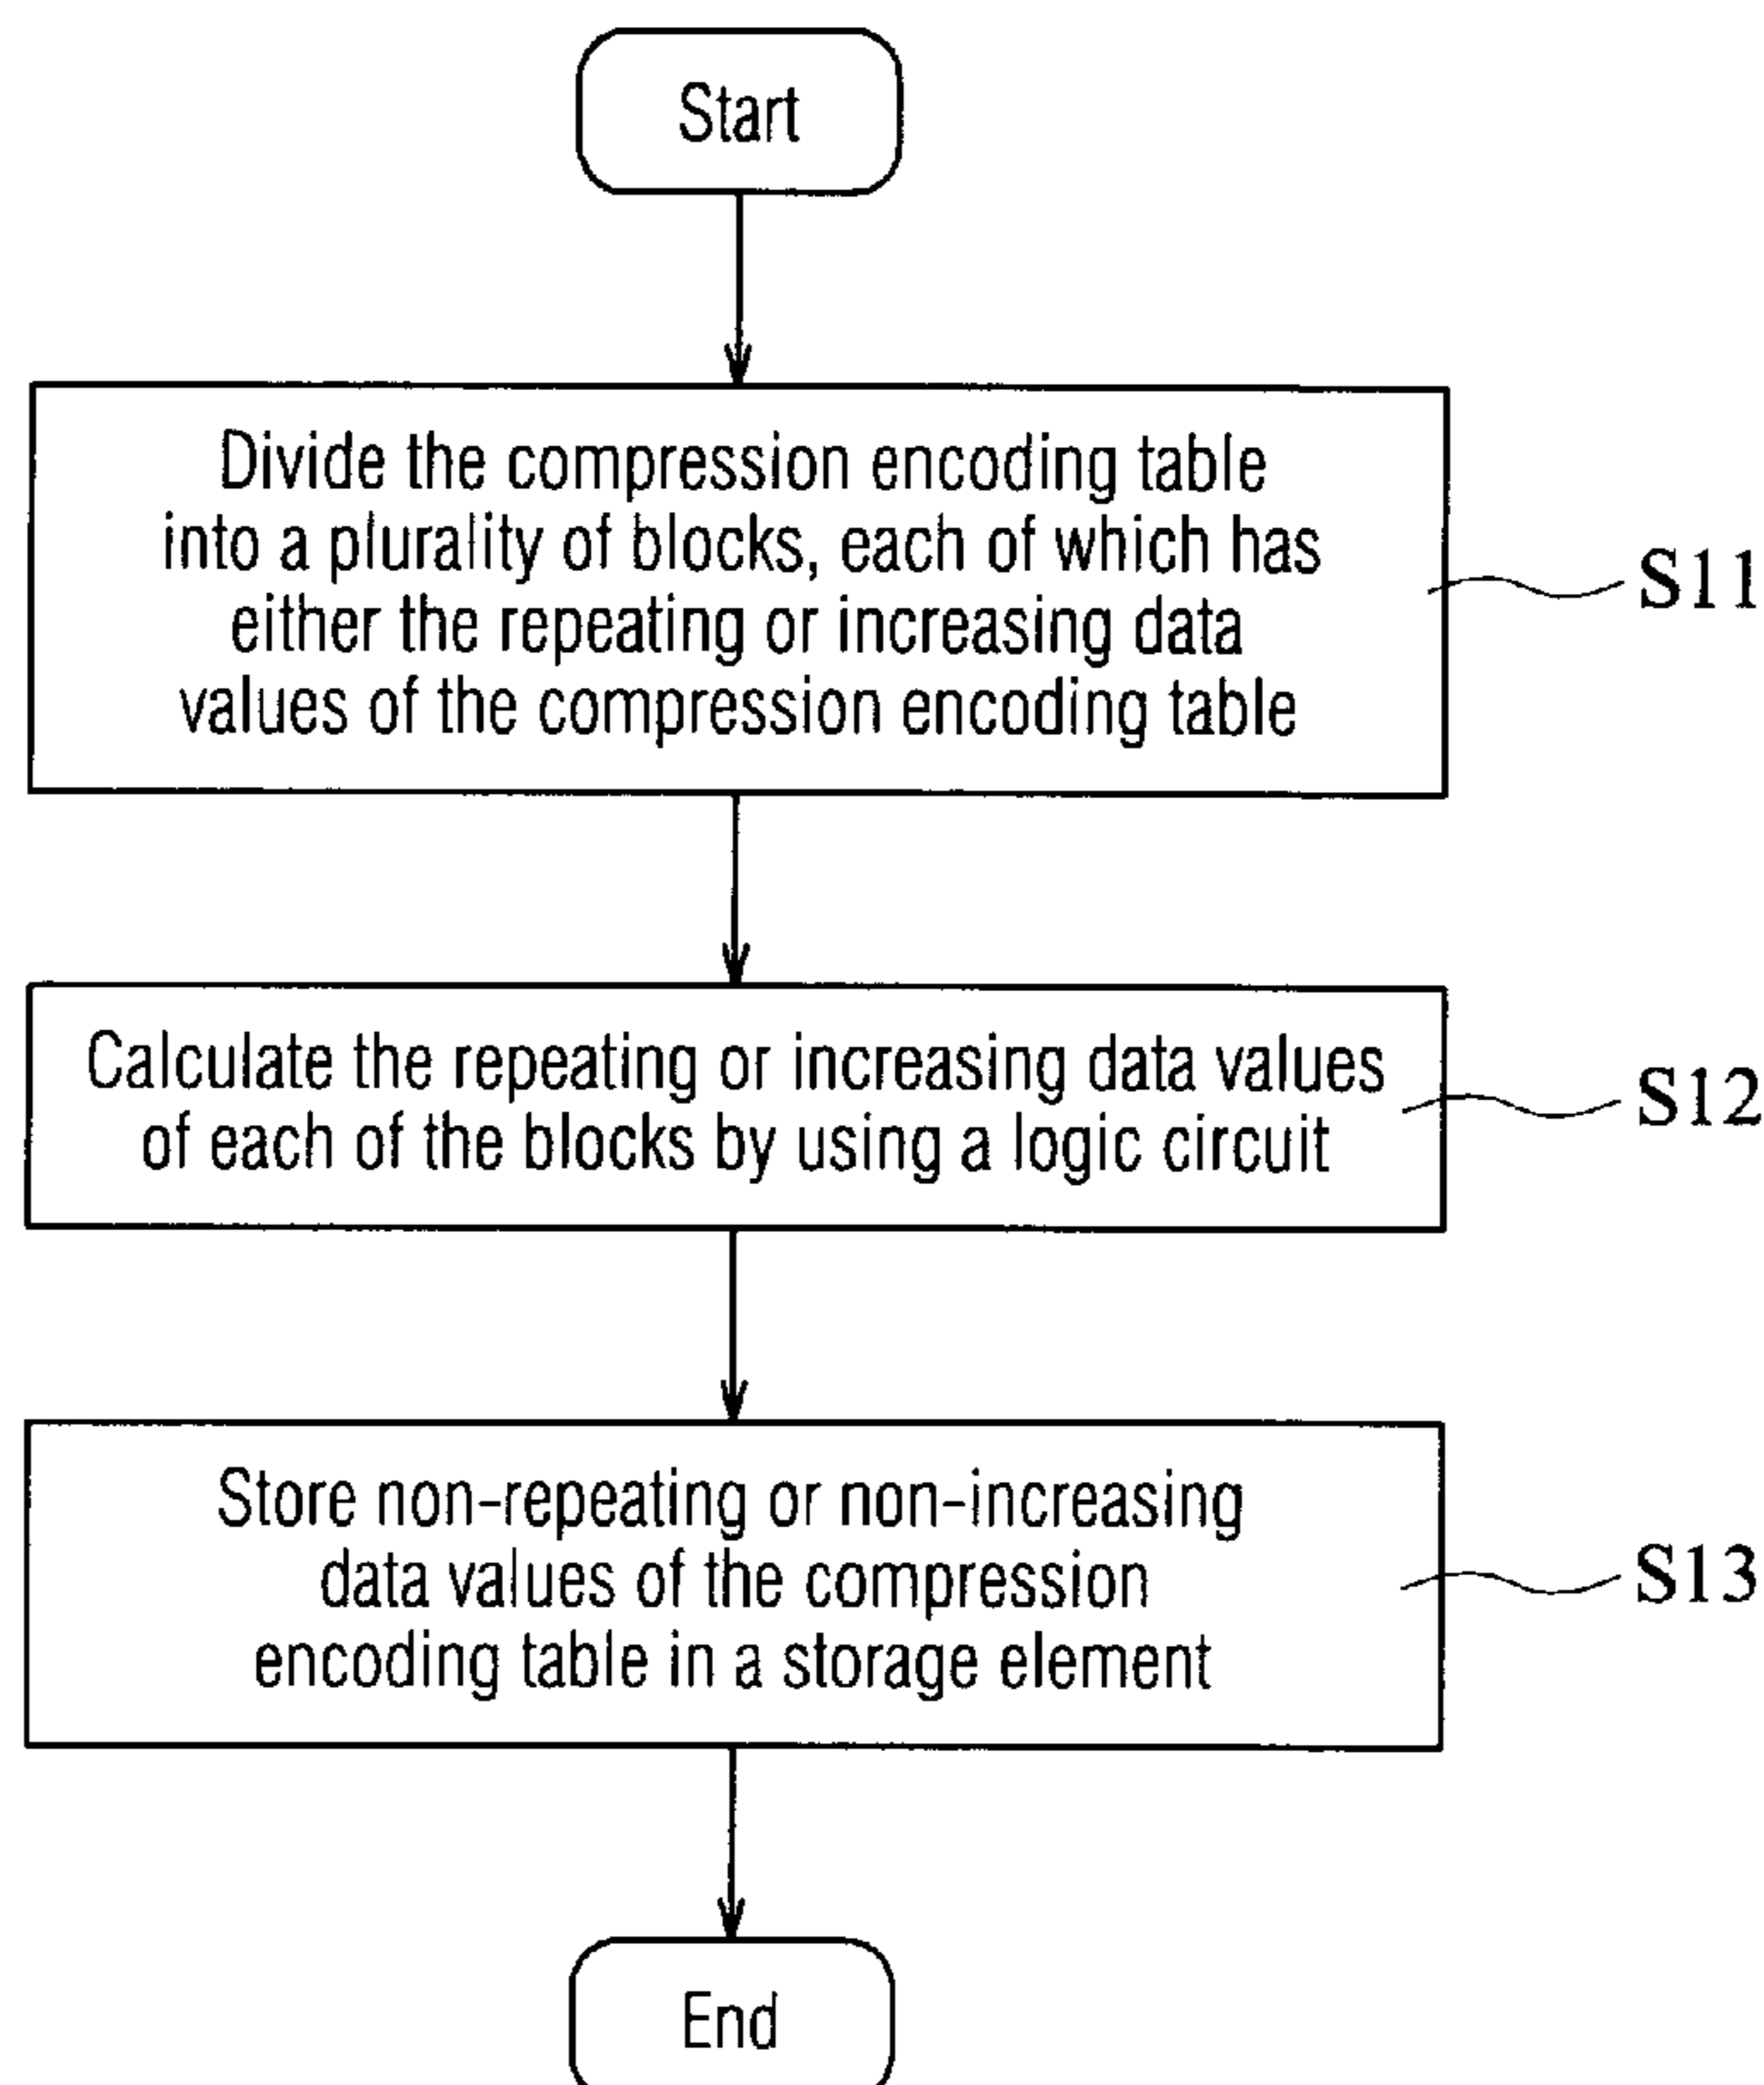 Start
Divide the compression encoding table
into a plurality of blocks, each of which has
either the repeating or increasing data
values of the compression encoding table
S11
Calculate the repeating or increasing data values
of each of the blocks by using a logic circuit
S12
Store non-repeating or non-increasing
data values of the compression
encoding table in a storage element
S13
End